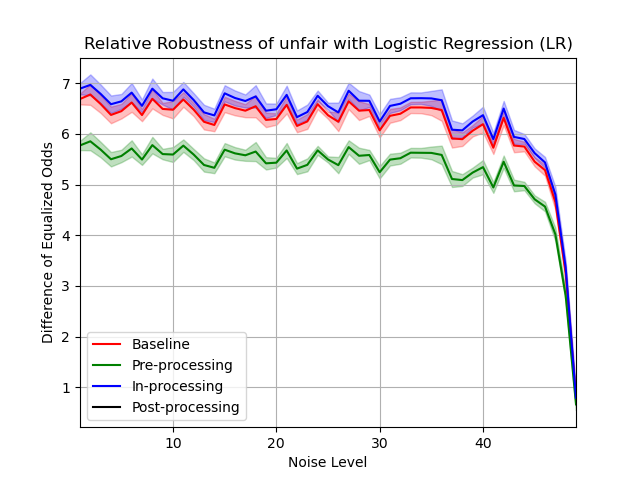 Relative Robustness of unfair with Logistic Regression (LR)
Difference of Equalized Odds
7
6
5
4
3
2
1
Baseline
Pre-processing
In-processing
Post-processing
10 20 30 40
Noise Level